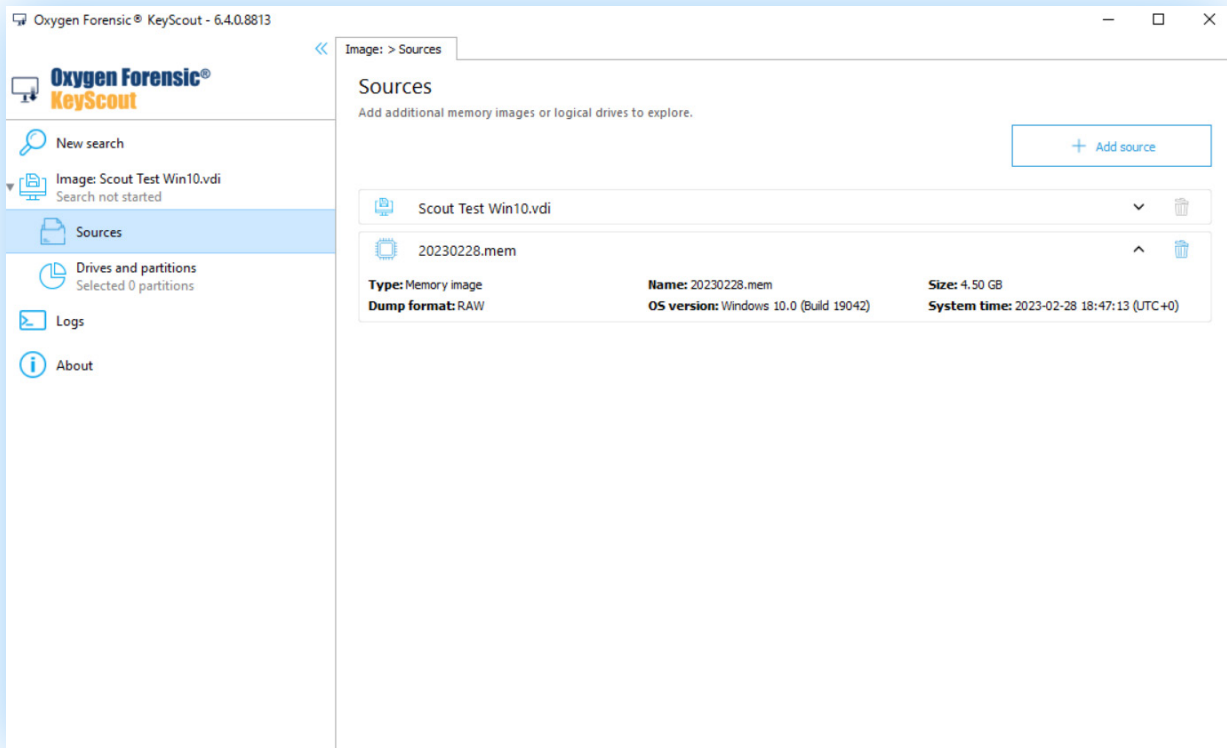 Oxygen Forensic® KeyScout - 6.4.0.8813
Oxygen Forensic®
KeyScout
New search
Image: Scout Test Win10.vdi
Search not started
Sources
Drives and partitions
Selected 0 partitions
Logs
About
Image: > Sources
Sources
Add additional memory images or logical drives to explore.
+ Add source
Scout Test Win10.vdi
20230228.mem
Type: Memory image Name: 20230228.mem Size: 4.50 GB
Dump format: RAW OS version: Windows 10.0 (Build 19042) System time: 2023-02-28 18:47:13 (UTC+0)